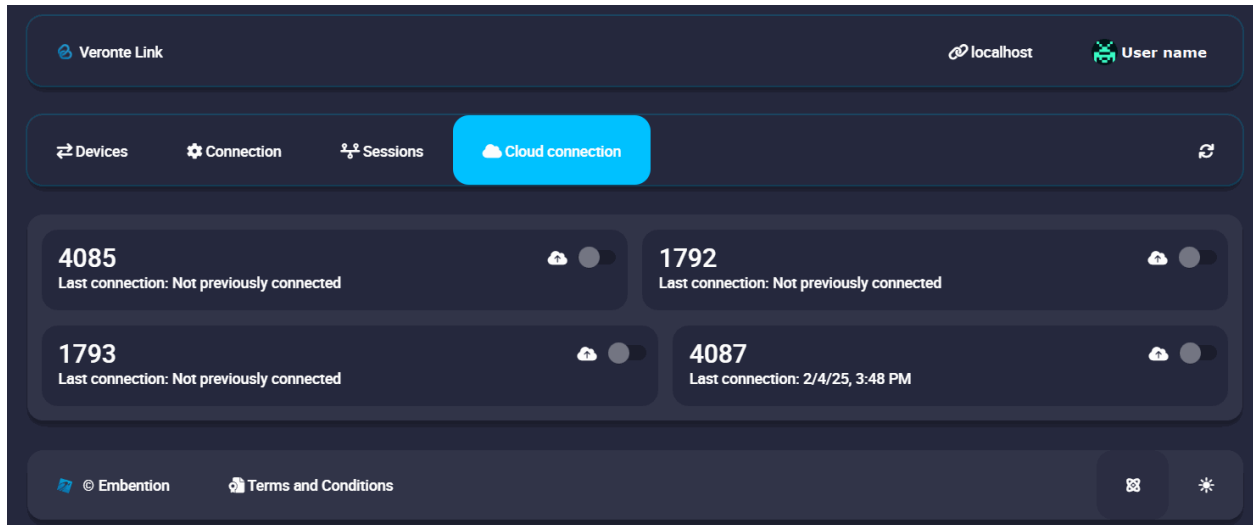 Veronte Link
localhost
User name
Devices
Connection
Sessions
Cloud connection
4085
Last connection: Not previously connected
1792
Last connection: Not previously connected
1793
Last connection: Not previously connected
4087
Last connection: 2/4/25, 3:48 PM
© Embention
Terms and Conditions